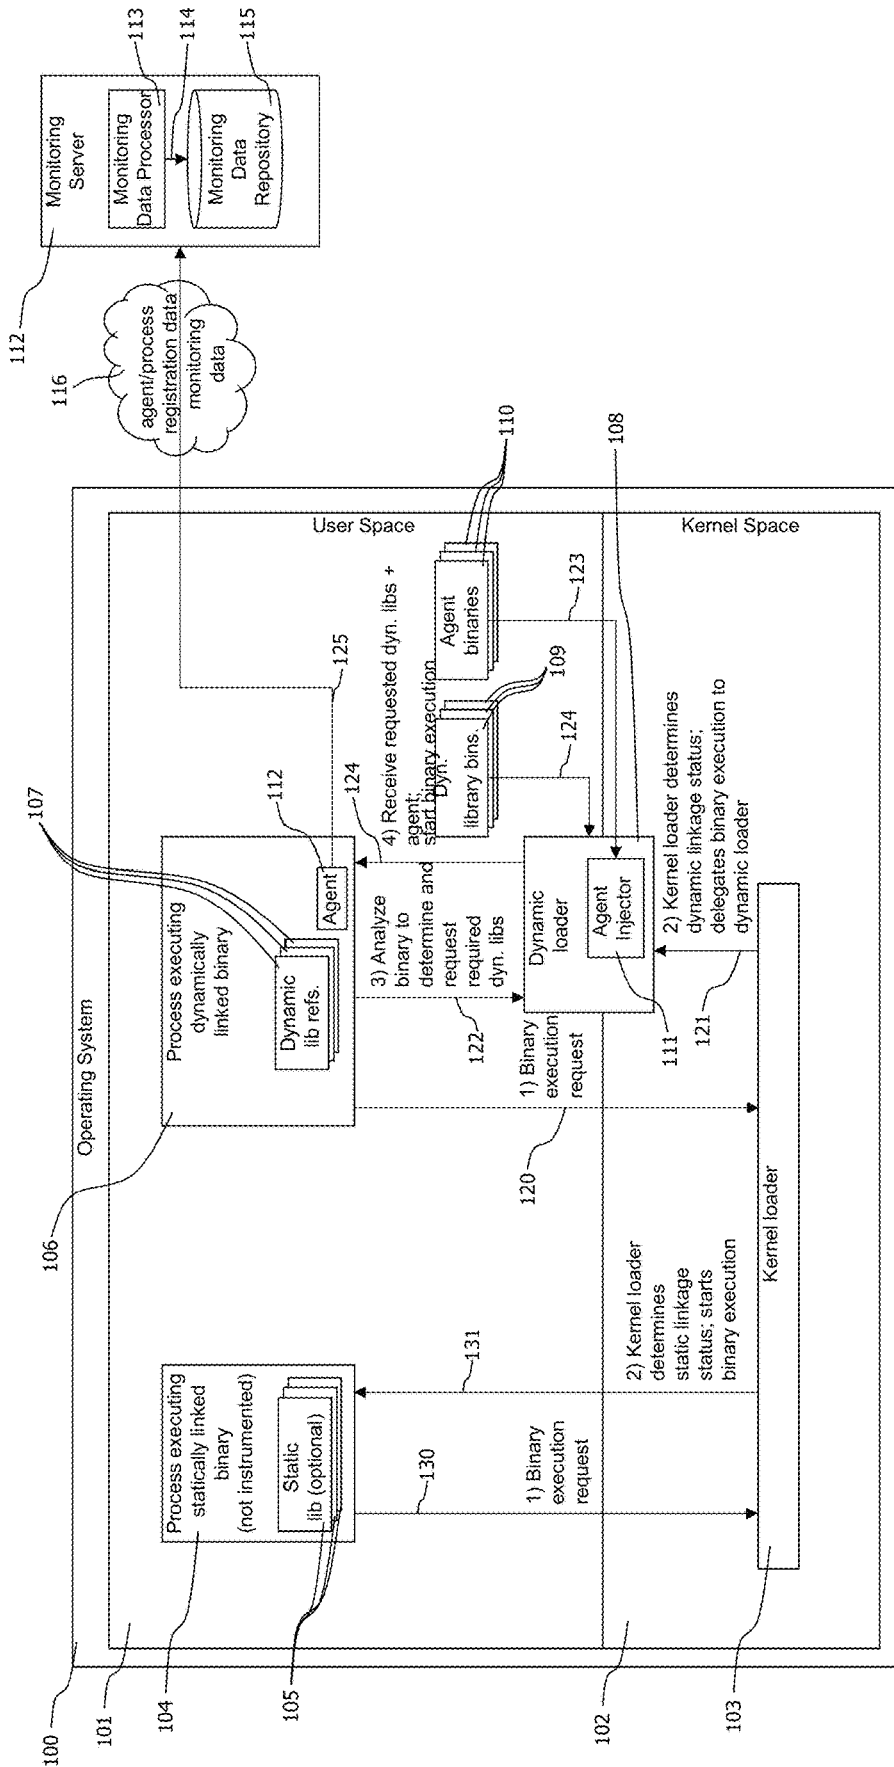 Operating System
100
101
104
105
106
107
Process executing
statically linked
binary
(not instrumented)
Static
lib (optional)
Process executing
dynamically
linked binary
Dynamic
lib refs.
Agent
112
125
130
131
1) Binary
execution
request
2) Kernel loader
determines
static linkage
status; starts
binary execution
120
1) Binary
execution
request
122
3) Analyze
binary to
determine and
request
required
dyn. libs
124
4) Receive requested dyn. libs +
agent;
start binary execution
Dyn.
library bins.
109
124
Agent
binaries
110
123
User Space
Kernel Space
108
Dynamic
loader
Agent
Injector
111
121
2) Kernel loader determines
dynamic linkage status;
delegates binary execution to
dynamic loader
Kernel loader
102
103
116
agent/process
registration data
monitoring
data
112
Monitoring
Server
Monitoring
Data Processor
113
114
Monitoring
Data
Repository
115